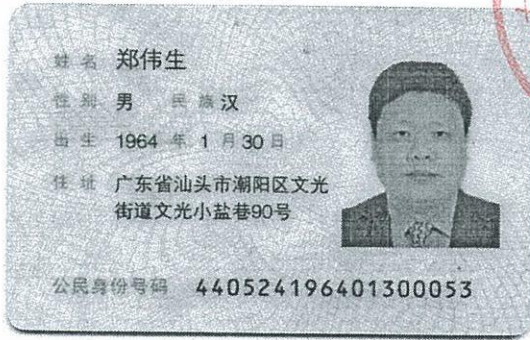 姓名 郑伟生
性别 男 民族 汉
出生 1964 年 1 月 30 日
住址 广东省汕头市潮阳区文光
街道文光小盐巷90号
公民身份号码 440524196401300053